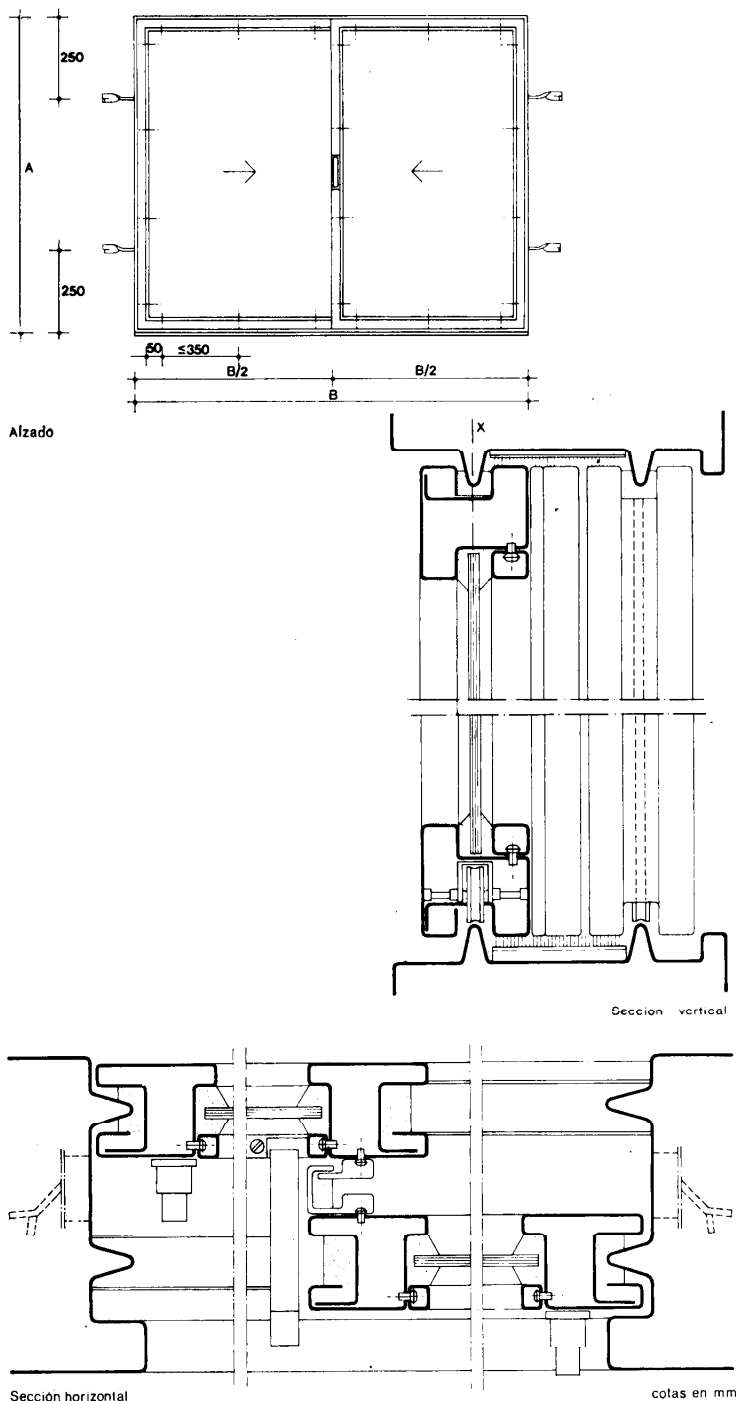 250
A
250
50 ≤350
B/2 B/2
B
Alzado
X
Seccion vertical
Sección horizontal
cotas en mm